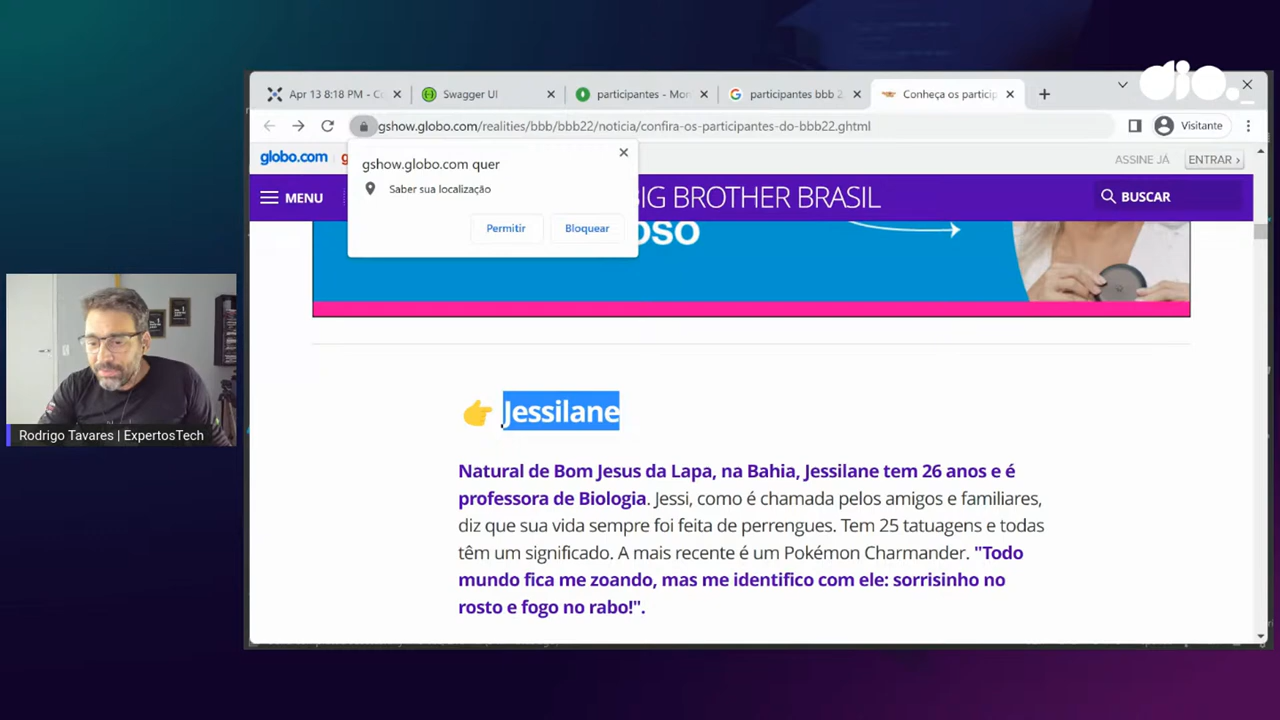 dio._
Apr 13 8:18 PM - C
Swagger UI
participantes - Mon
participantes bbb 2
Conheça os particip
gshow.globo.com/realities/bbb/bbb22/noticia/confira-os-participantes-do-bbb22.ghtml
Visitante
globo.com
g
ASSINE JÁ
ENTRAR ›
gshow.globo.com quer
Saber sua localização
Permitir
Bloquear
MENU
BIG BROTHER BRASIL
BUSCAR
OSO
Jessilane
Natural de Bom Jesus da Lapa, na Bahia, Jessilane tem 26 anos e é
professora de Biologia. Jessi, como é chamada pelos amigos e familiares,
diz que sua vida sempre foi feita de perrengues. Tem 25 tatuagens e todas
têm um significado. A mais recente é um Pokémon Charmander. "Todo
mundo fica me zoando, mas me identifico com ele: sorrisinho no
rosto e fogo no rabo!".
Rodrigo Tavares | ExpertosTech